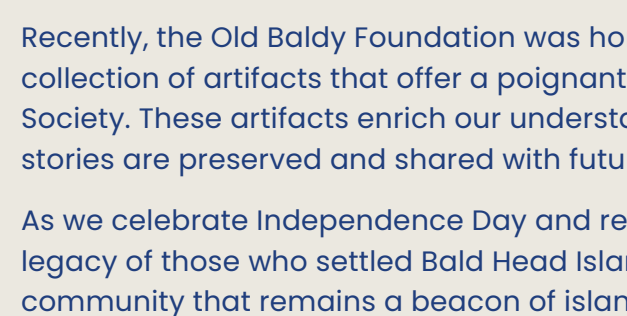 Recently, the Old Baldy Foundation was ho
collection of artifacts that offer a poignant
Society. These artifacts enrich our understa
stories are preserved and shared with futu
As we celebrate Independence Day and re
legacy of those who settled Bald Head Isla
community that remains a beacon of islan